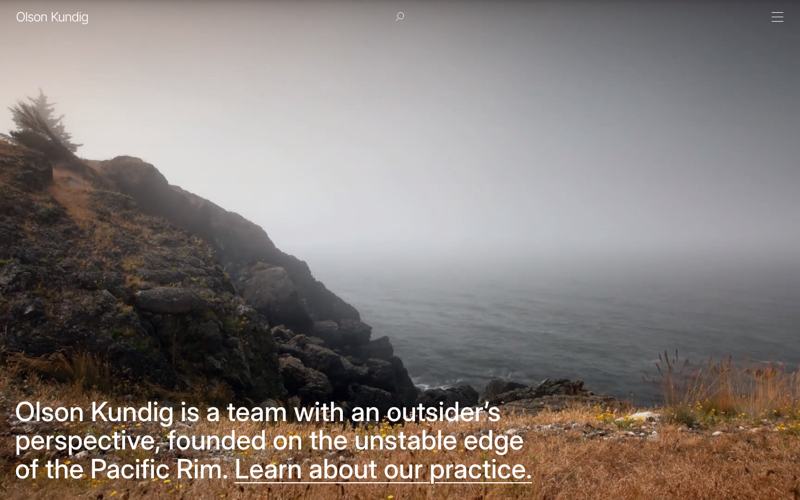 Olson Kundig
Olson Kundig is a team with an outsider’s
perspective, founded on the unstable edge
of the Pacific Rim. Learn about our practice.